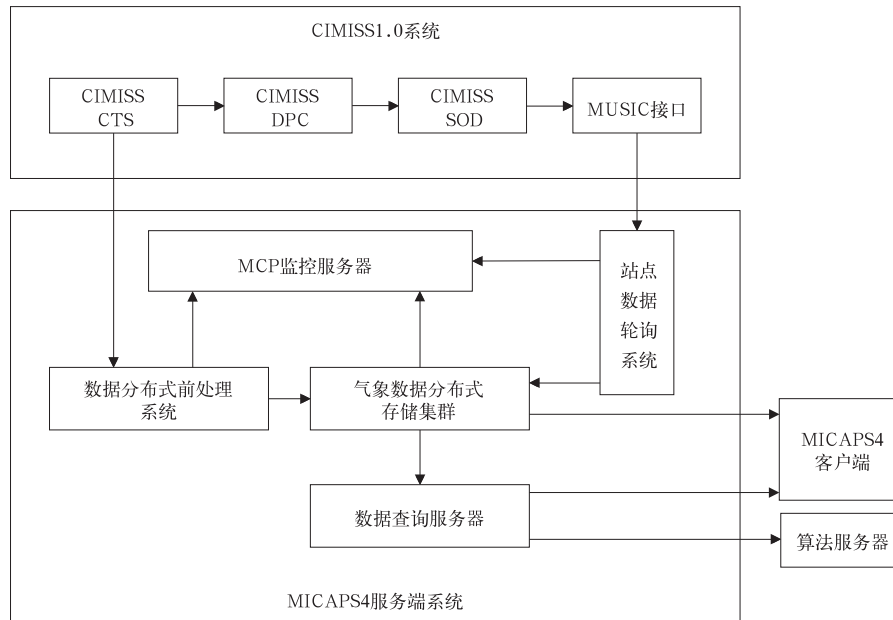 CIMISS1.0系统
CIMISS
CTS
CIMISS
DPC
CIMISS
SOD
MUSIC接口
MCP监控服务器
站点
数据
轮询
系统
数据分布式前处理
系统
气象数据分布式
存储集群
MICAPS4
客户端
数据查询服务器
算法服务器
MICAPS4服务端系统